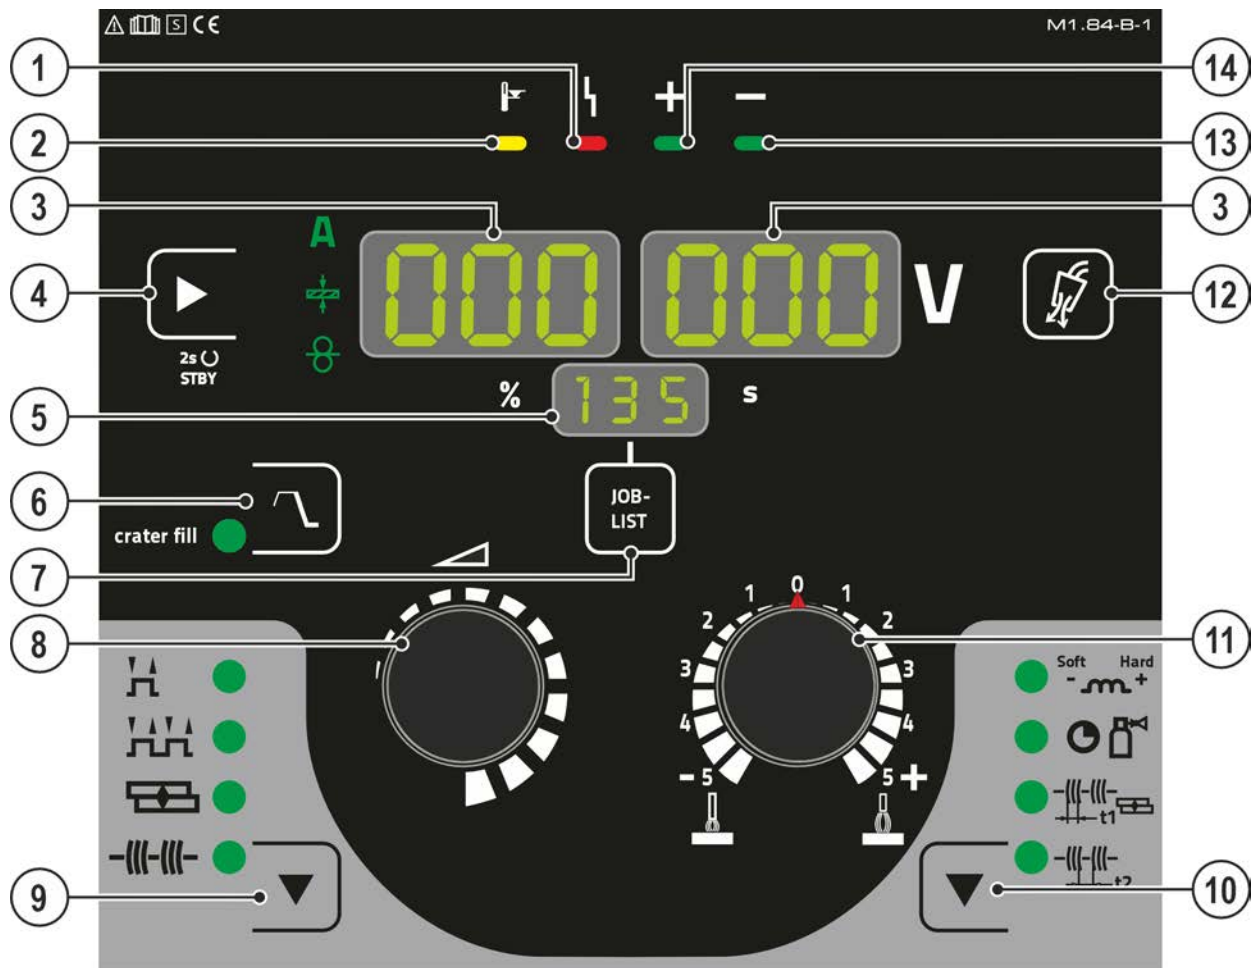 S CE
M1.84-B-1
1
14
+ −
2
13
3
3
A
000
000
V
4
12
2s
STBY
%
135
s
5
6
JOB-
LIST
crater fill
7
0
1 1
2 2
8
11
Soft Hard
- +
3 3
4 4
- 5 5 +
t1
t2
9
10